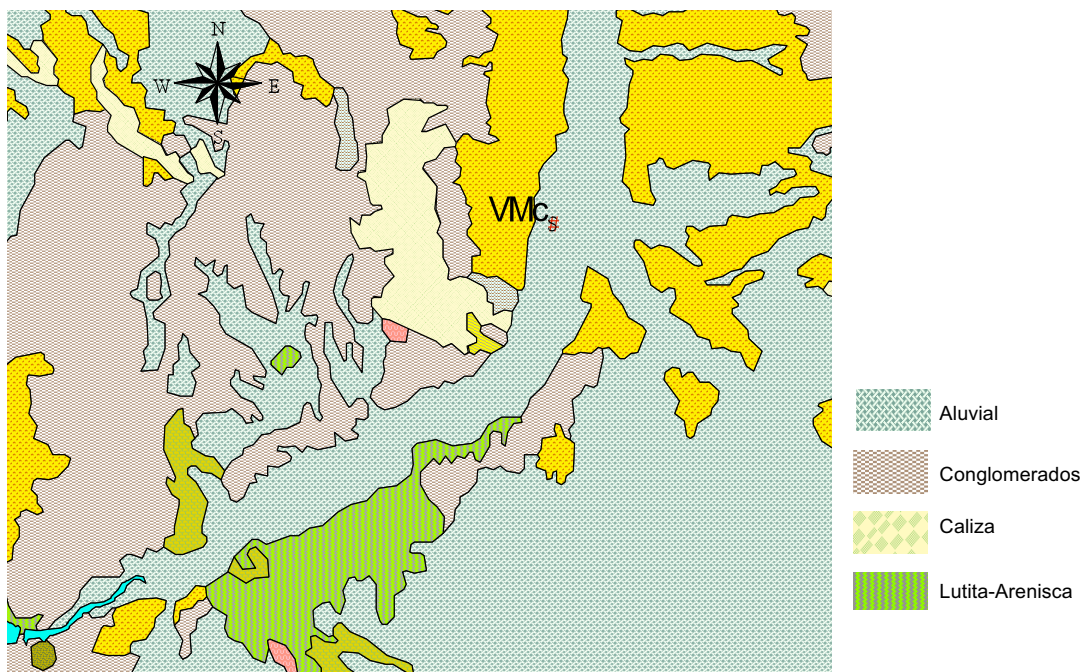 N
W E
S
VMc
s
Aluvial
Conglomerados
Caliza
Lutita-Arenisca